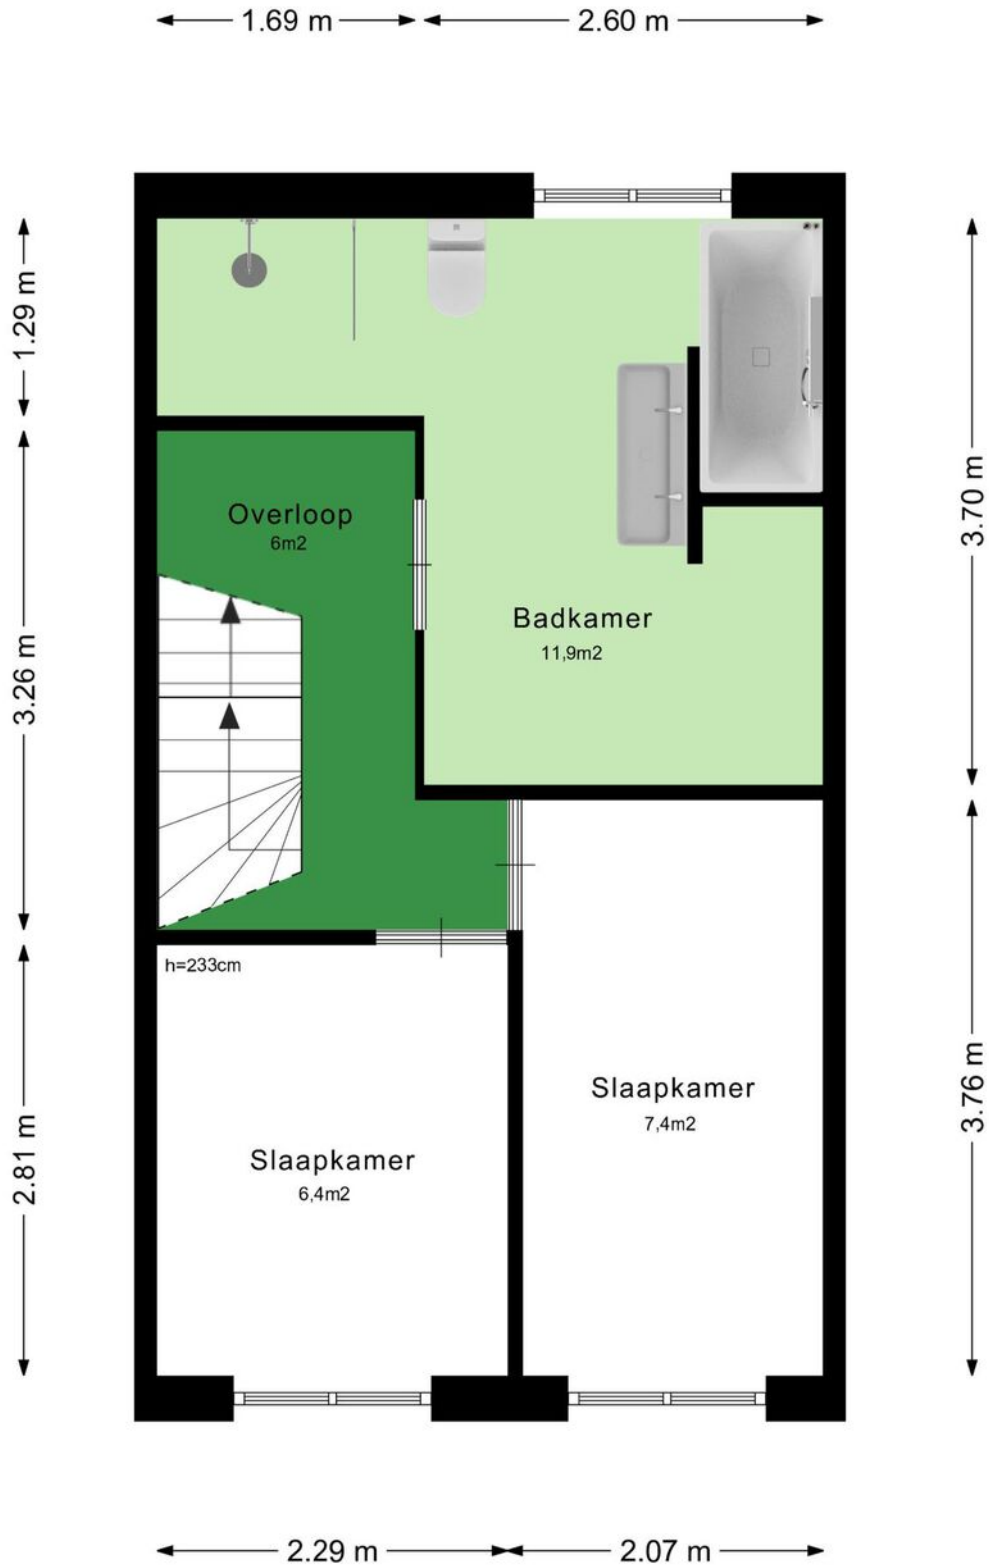 1.69 m
2.60 m
1.29 m
3.70 m
Overloop
6m2
Badkamer
11,9m2
3.26 m
h=233cm
Slaapkamer
7,4m2
3.76 m
Slaapkamer
6,4m2
2.81 m
2.29 m
2.07 m